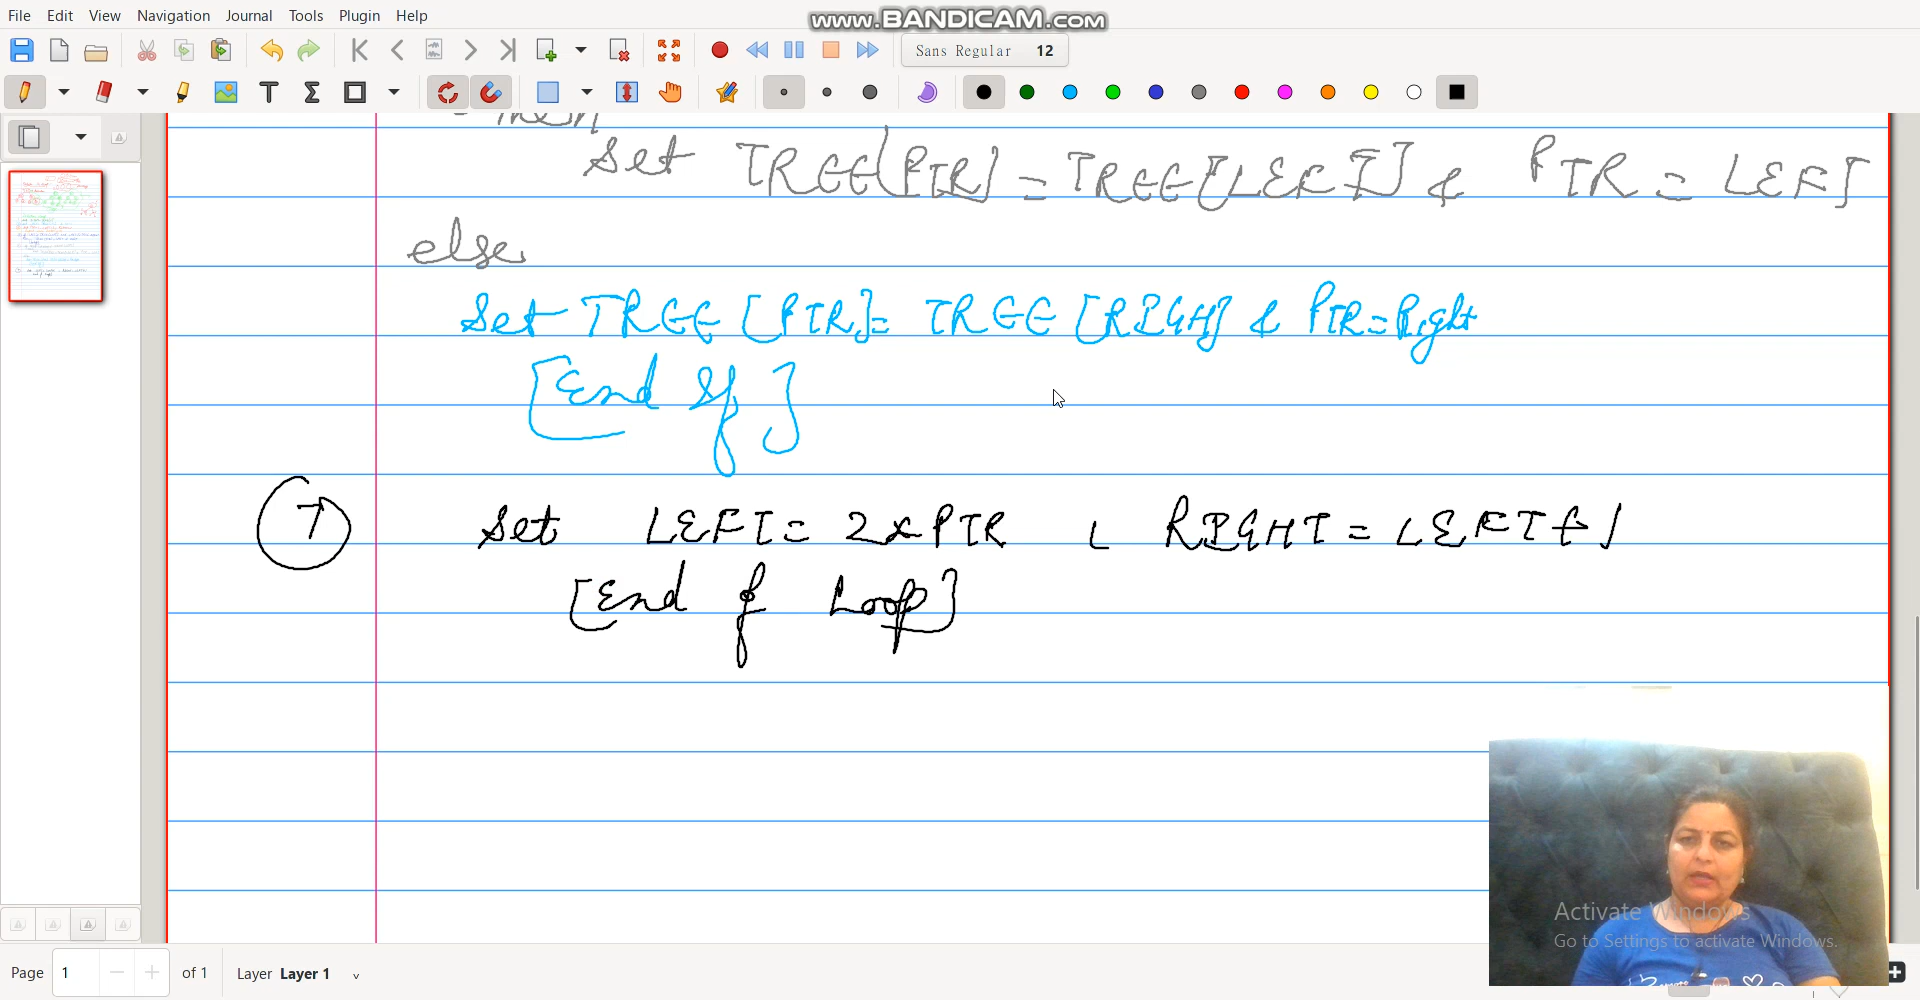 File Edit View Navigation Journal Tools Plugin Help
www.BANDICAM.com
Sans Regular 12
then
Set TREE[PTR] = TREE[LEFT] & PTR = LEFT
else
Set TREE [PTR] = TREE [RIGH] & PTR = Right
[End If]
7 Set LEFT = 2 x PTR & RIGHT = LEFT + 1
[End of Loop]
Activate Windows
Go to Settings to activate Windows.
Page 1 of 1 Layer Layer 1